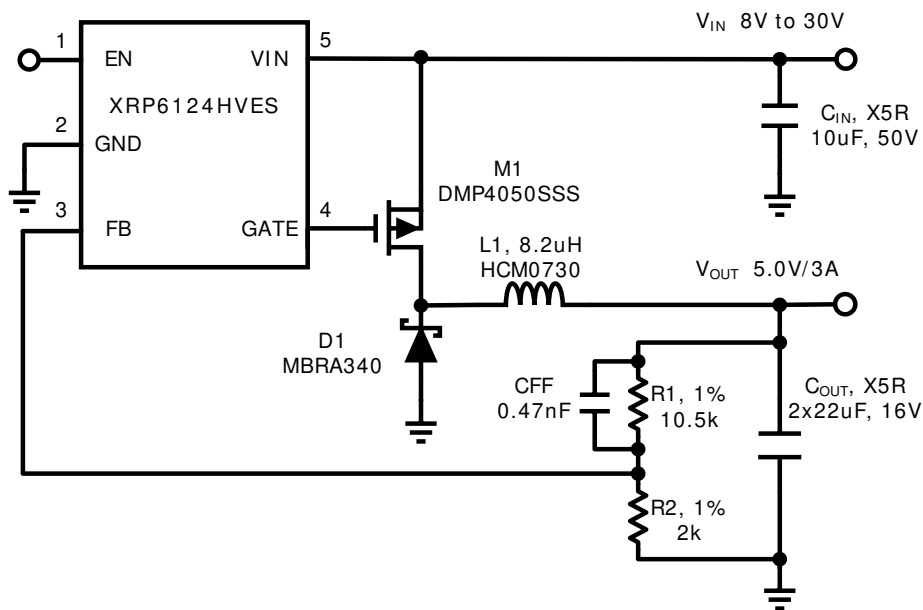 1
EN
VIN
5
XRP6124HVES
2
GND
3
FB
GATE
4
M1
DMP4050SSS
VIN 8V to 30V
CIN, X5R
10uF, 50V
L1, 8.2uH
HCM0730
VOUT 5.0V/3A
D1
MBRA340
CFF
0.47nF
R1, 1%
10.5k
COUT, X5R
2x22uF, 16V
R2, 1%
2k